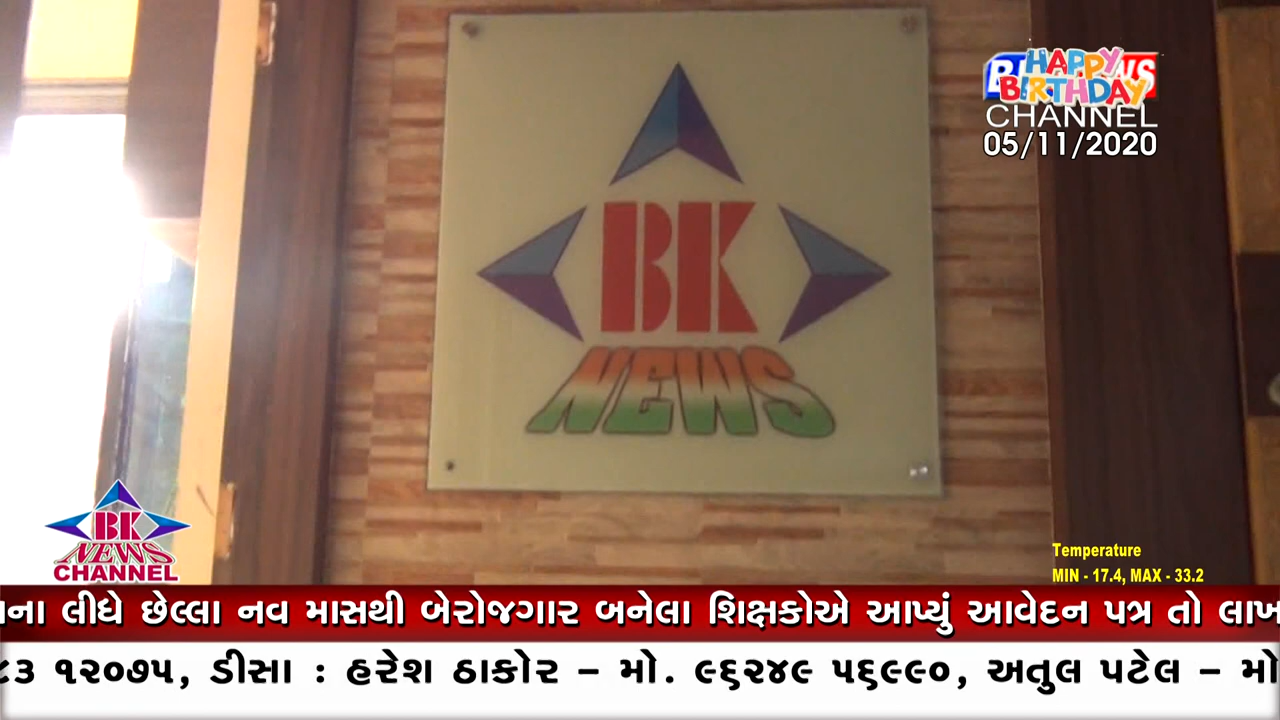 BK
NEWS
HAPPY
BIRTHDAY
CHANNEL
05/11/2020
BK
NEWS
CHANNEL
Temperature
MIN - 17.4, MAX - 33.2
લીધે છેલ્લા નવ માસથી બેરોજગાર બનેલા શિક્ષકોએ આપ્યું આવેદન પત્ર તો
૧૨૦૭૫, ડીસા : હરેશ ઠાકોર – મો. ૯૬૨૪૯ ૫૬૯૯૦, અતુલ પટેલ – મો